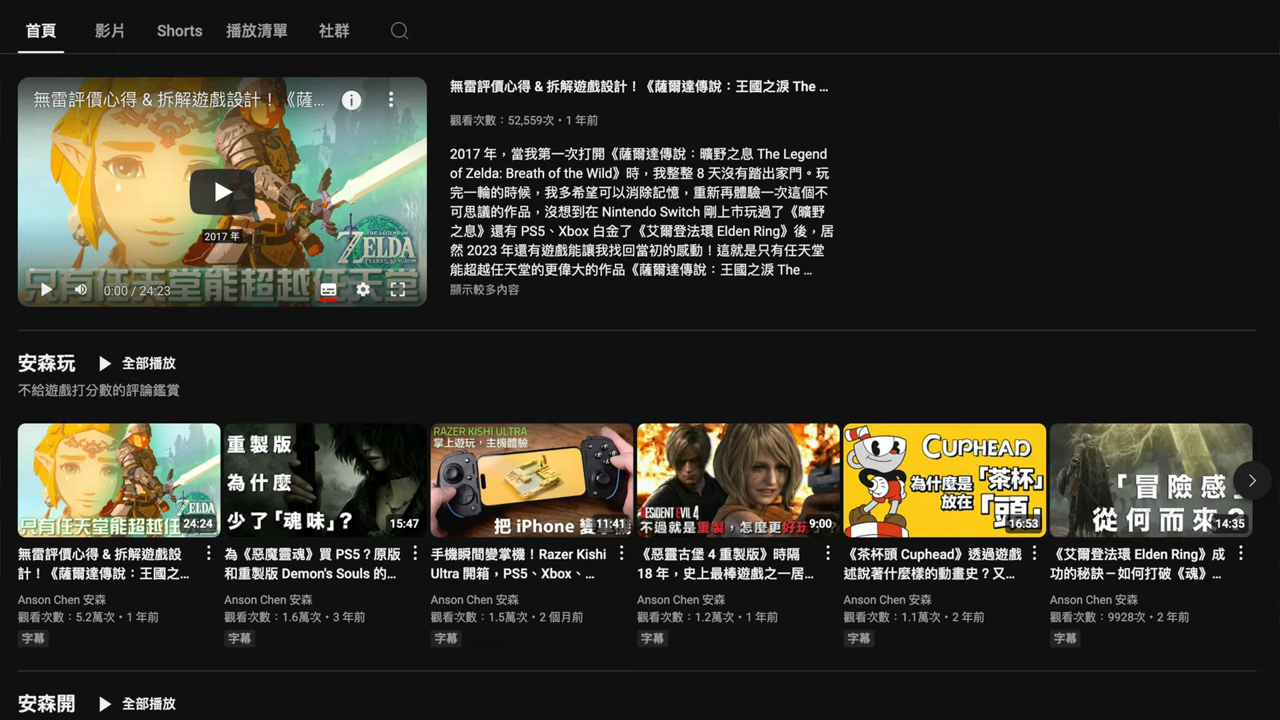 首頁
影片
Shorts
播放清單
社群
無雷評價心得 & 拆解遊戲設計！《薩...
2017 年
THE LEGEND OF
ZELDA
TEARS OF THE KINGDOM
只有任天堂能超越任天堂
0:00 / 24:23
無雷評價心得 & 拆解遊戲設計！《薩爾達傳說：王國之淚 The ...
觀看次數：52,559次・1 年前
2017 年，當我第一次打開《薩爾達傳說：曠野之息 The Legend
of Zelda: Breath of the Wild》時，我整整 8 天沒有踏出家門。玩
完一輪的時候，我多希望可以消除記憶，重新再體驗一次這個不
可思議的作品，沒想到在 Nintendo Switch 剛上市玩過了《曠野
之息》還有 PS5、Xbox 白金了《艾爾登法環 Elden Ring》後，居
然 2023 年還有遊戲能讓我找回當初的感動！這就是只有任天堂
能超越任天堂的更偉大的作品《薩爾達傳說：王國之淚 The ...
顯示較多內容
安森玩
全部播放
不給遊戲打分數的評論鑑賞
ZELDA
只有任天堂能超越任
24:24
無雷評價心得 & 拆解遊戲設
計！《薩爾達傳說：王國之...
Anson Chen 安森
觀看次數：5.2萬次・1 年前
字幕
重製版
為什麼
少了「魂味」？
15:47
為《惡魔靈魂》買 PS5？原版
和重製版 Demon's Souls 的...
Anson Chen 安森
觀看次數：1.6萬次・3 年前
字幕
RAZER KISHI ULTRA
掌上遊玩，主機體驗
把 iPhone 變
11:41
手機瞬間變掌機！Razer Kishi
Ultra 開箱，PS5、Xbox、...
Anson Chen 安森
觀看次數：1.5萬次・2 個月前
字幕
RESIDENT EVIL 4
不過就是重製，怎麼更好玩
9:00
《惡靈古堡 4 重製版》時隔
18 年，史上最棒遊戲之一居...
Anson Chen 安森
觀看次數：1.2萬次・1 年前
字幕
CUPHEAD
為什麼是「茶杯」
放在「頭」
16:53
《茶杯頭 Cuphead》透過遊戲
述說著什麼樣的動畫史？又...
Anson Chen 安森
觀看次數：1.1萬次・2 年前
字幕
「冒險感」
從何而來？
14:35
《艾爾登法環 Elden Ring》成
功的秘訣－如何打破《魂》...
Anson Chen 安森
觀看次數：9928次・2 年前
字幕
安森開
全部播放